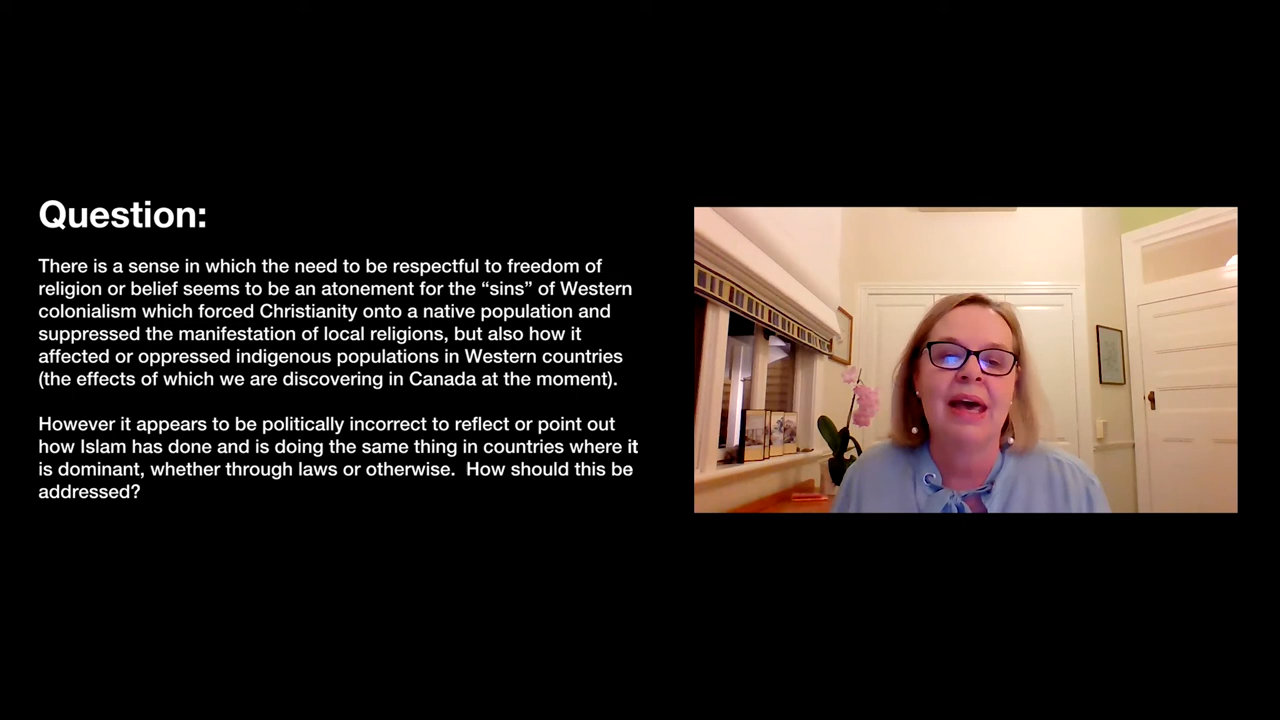 Question:
There is a sense in which the need to be respectful to freedom of
religion or belief seems to be an atonement for the “sins” of Western
colonialism which forced Christianity onto a native population and
suppressed the manifestation of local religions, but also how it
affected or oppressed indigenous populations in Western countries
(the effects of which we are discovering in Canada at the moment).
However it appears to be politically incorrect to reflect or point out
how Islam has done and is doing the same thing in countries where it
is dominant, whether through laws or otherwise.  How should this be
addressed?